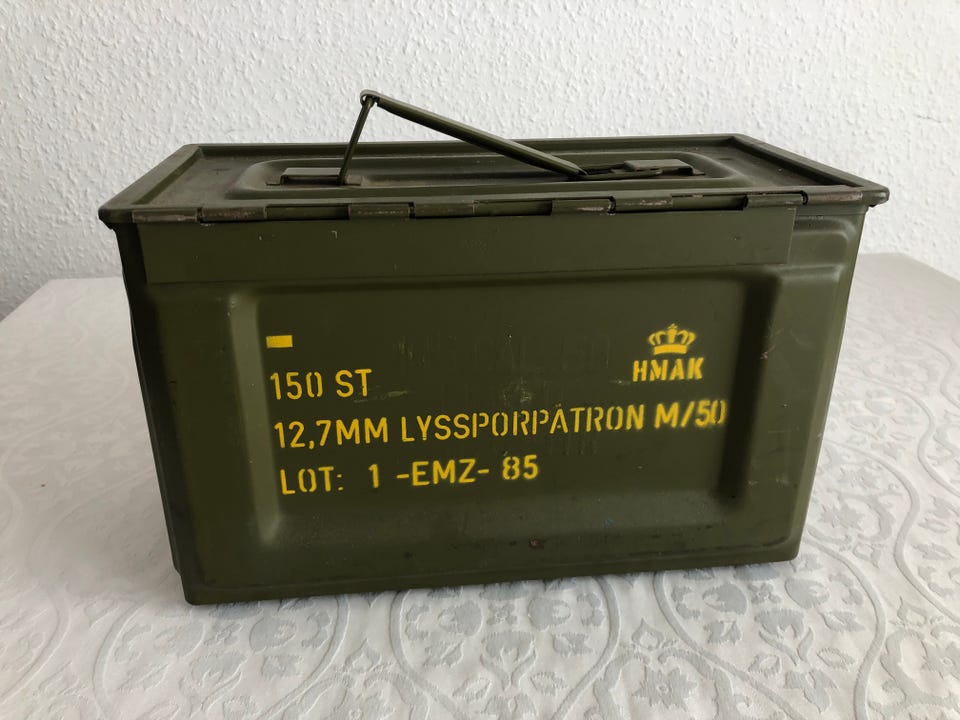 HMAK
150 ST
12,7MM LYSSPORPATRON M/50
LOT: 1 -EMZ- 85